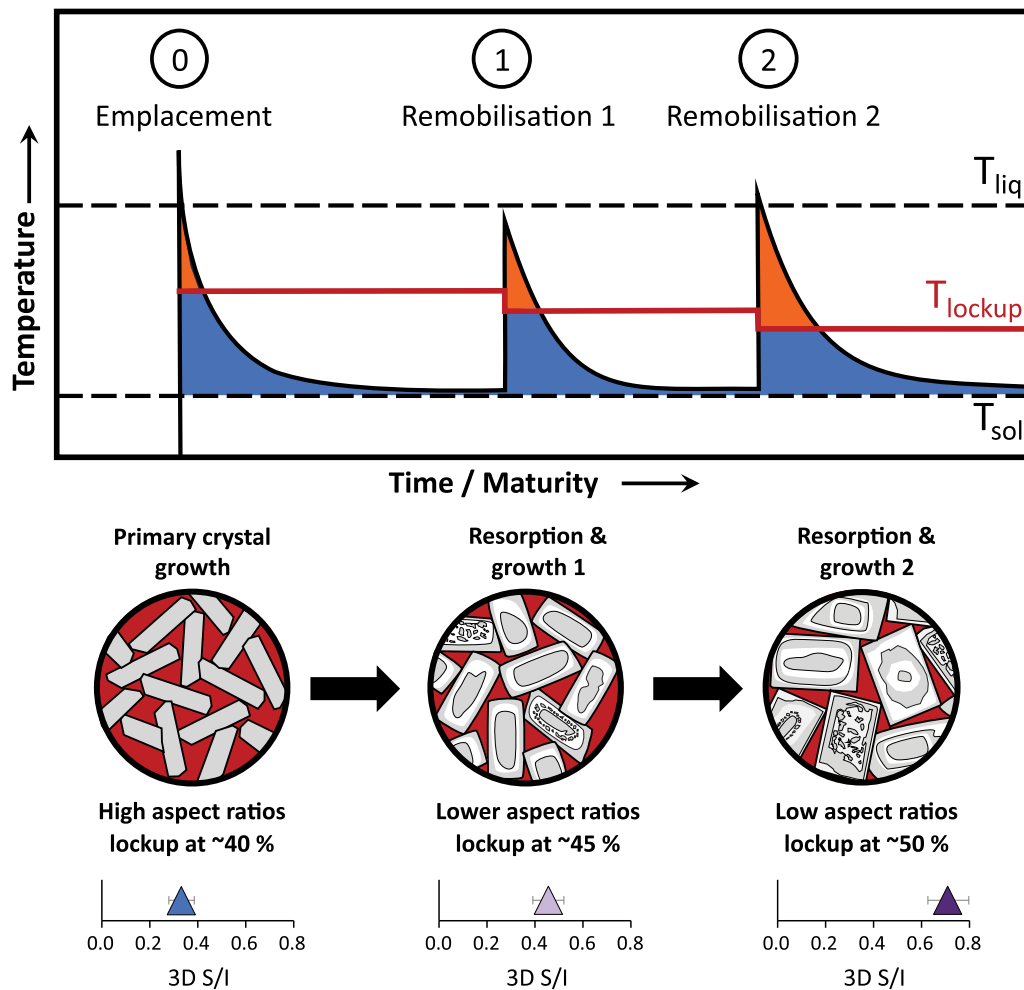 0
1
2
Emplacement
Remobilisation 1
Remobilisation 2
Temperature
Tliq
Tlockup
Tsol
Time / Maturity
Primary crystal
growth
Resorption &
growth 1
Resorption &
growth 2
High aspect ratios
lockup at ~40 %
Lower aspect ratios
lockup at ~45 %
Low aspect ratios
lockup at ~50 %
0.0 0.2 0.4 0.6 0.8
3D S/I
0.0 0.2 0.4 0.6 0.8
3D S/I
0.0 0.2 0.4 0.6 0.8
3D S/I